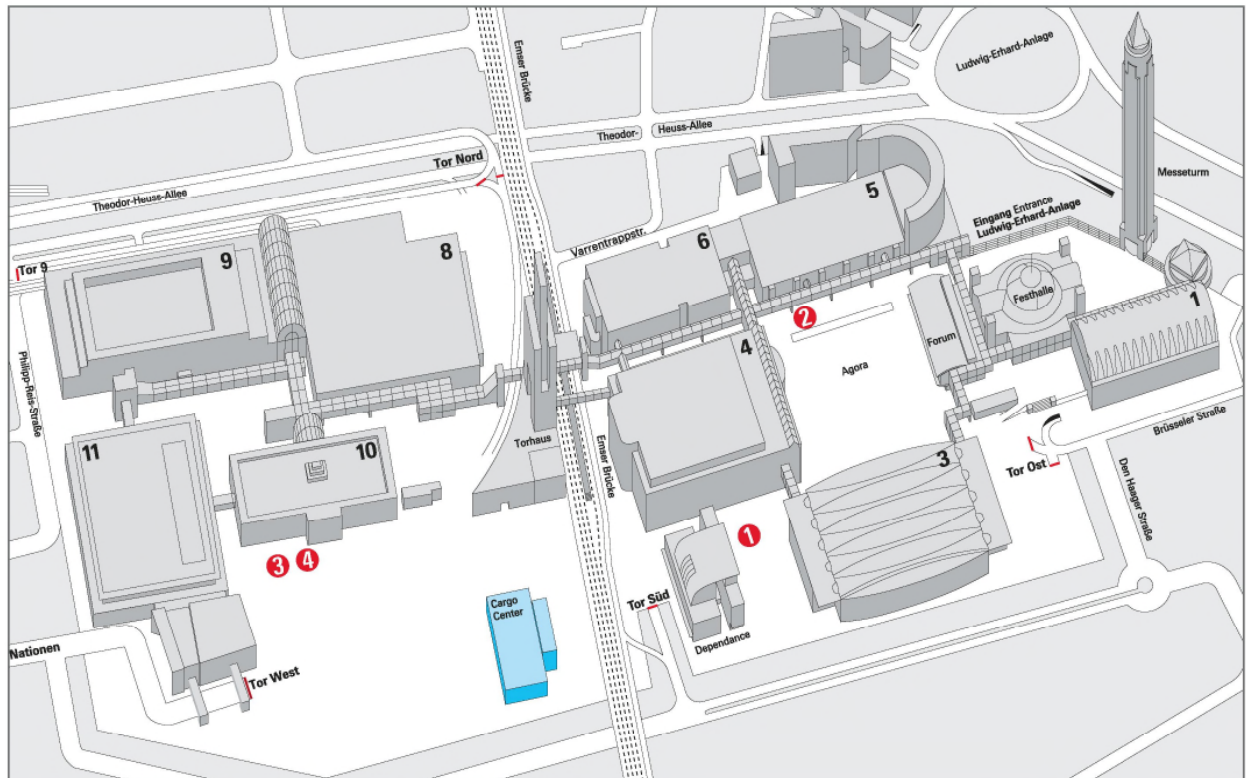 Emser Brücke
Ludwig-Erhard-Anlage
Theodor-
Heuss-Allee
Tor Nord
Theodor-Heuss-Allee
Messeturm
5
Eingang Entrance
Ludwig-Erhard-Anlage
Varrentrappstr.
6
8
9
Tor 9
Festhalle
1
2
4
Forum
Agora
Philipp-Reis-Straße
Torhaus
Emser Brücke
11
10
3
Brüsseler Straße
Tor Ost
Den Haager Straße
1
3
4
Cargo
Center
Tor Süd
Dependance
Nationen
Tor West